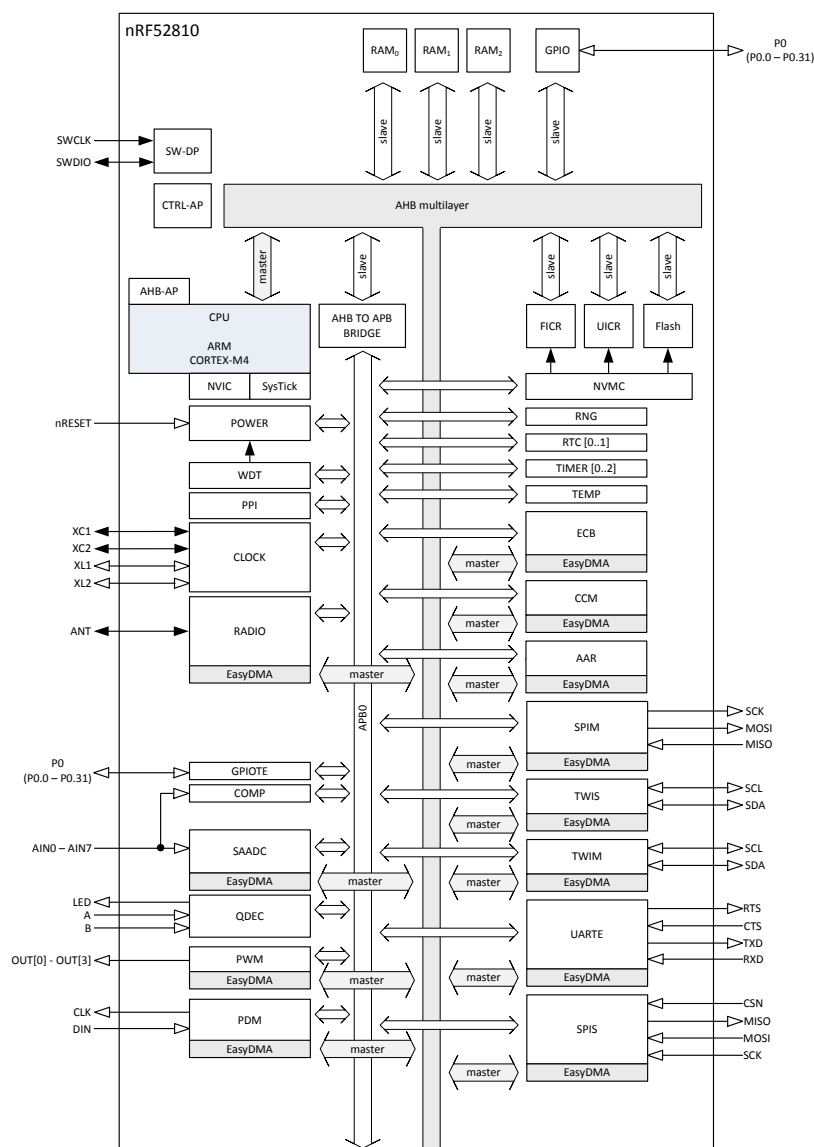 nRF52810
RAM0 RAM1 RAM2 GPIO
P0
(P0.0 – P0.31)
slave slave slave slave
SWCLK
SWDIO
SW-DP
CTRL-AP
AHB multilayer
master slave slave slave slave
AHB-AP
CPU
ARM
CORTEX-M4
NVIC SysTick
AHB TO APB
BRIDGE
FICR UICR Flash
NVMC
nRESET POWER
RNG
RTC [0..1]
WDT
TIMER [0..2]
PPI
TEMP
XC1
XC2
XL1
XL2
CLOCK
ECB
master EasyDMA
ANT RADIO
EasyDMA master
CCM
master EasyDMA
AAR
master EasyDMA
APB0
SPIM
master EasyDMA
SCK
MOSI
MISO
P0
(P0.0 – P0.31)
GPIOTE
COMP
TWIS
master EasyDMA
SCL
SDA
AIN0 – AIN7 SAADC
EasyDMA master
TWIM
master EasyDMA
SCL
SDA
LED
A
B
QDEC
UARTE
master EasyDMA
RTS
CTS
TXD
RXD
OUT[0] - OUT[3] PWM
EasyDMA master
CLK
DIN
PDM
EasyDMA master
SPIS
master EasyDMA
CSN
MISO
MOSI
SCK